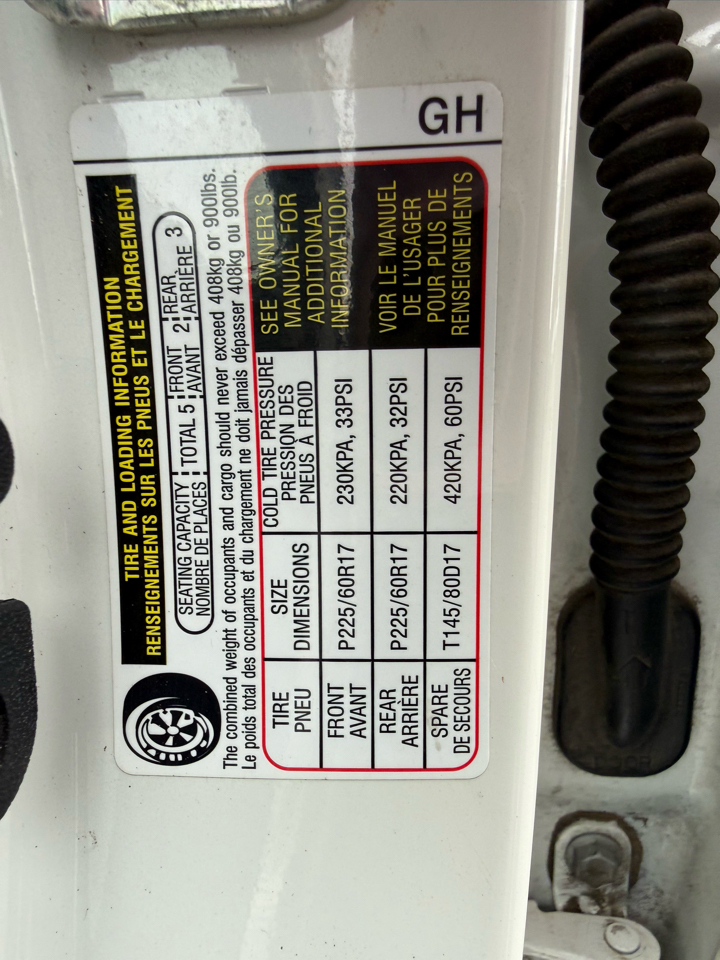 GH
TIRE AND LOADING INFORMATION
RENSEIGNEMENTS SUR LES PNEUS ET LE CHARGEMENT
SEATING CAPACITY TOTAL 5 FRONT 2 REAR 3
NOMBRE DE PLACES AVANT ARRIÈRE
The combined weight of occupants and cargo should never exceed 408kg or 900lbs.
Le poids total des occupants et du chargement ne doit jamais dépasser 408kg ou 900lb.
TIRE SIZE COLD TIRE PRESSURE
PNEU DIMENSIONS PRESSION DES
PNEUS À FROID
FRONT P225/60R17 230KPA, 33PSI
AVANT
REAR P225/60R17 220KPA, 32PSI
ARRIÈRE
SPARE T145/80D17 420KPA, 60PSI
DE SECOURS
SEE OWNER'S
MANUAL FOR
ADDITIONAL
INFORMATION
VOIR LE MANUEL
DE L'USAGER
POUR PLUS DE
RENSEIGNEMENTS